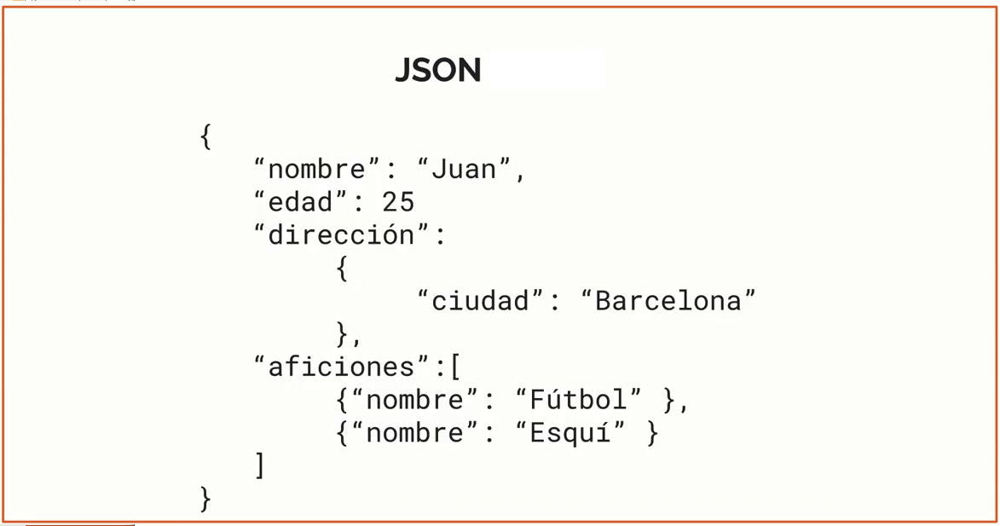 JSON
{
“nombre”: “Juan”,
“edad”: 25
“dirección”:
{
“ciudad”: “Barcelona”
},
“aficiones”:[
{“nombre”: “Fútbol” },
{“nombre”: “Esquí” }
]
}